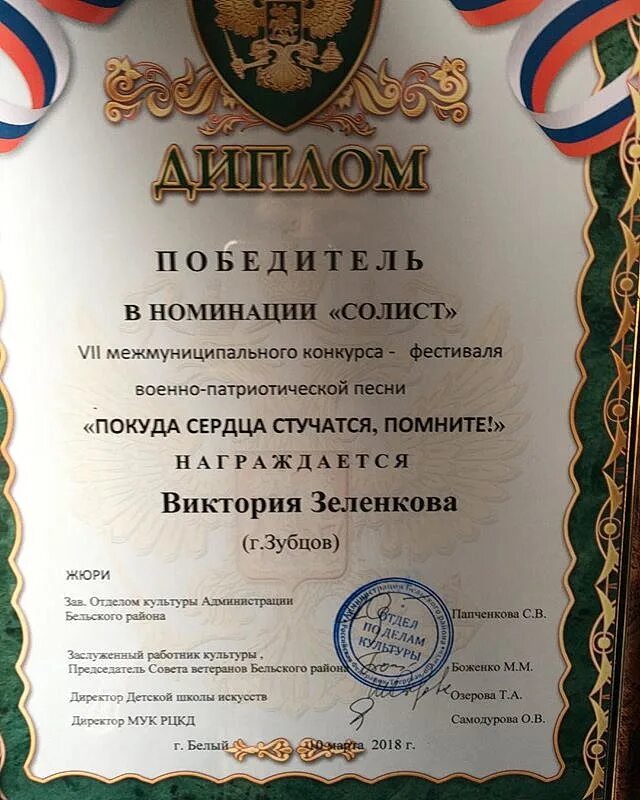 ДИПЛОМ
ПОБЕДИТЕЛЬ
В НОМИНАЦИИ «СОЛИСТ»
VII межмуниципального конкурса - фестиваля
военно-патриотической песни
«ПОКУДА СЕРДЦА СТУЧАТСЯ, ПОМНИТЕ!»
НАГРАЖДАЕТСЯ
Виктория Зеленкова
(г.Зубцов)
ЖЮРИ
Зав. Отделом культуры Администрации
Бельского района Папченкова С.В.
Заслуженный работник культуры ,
Председатель Совета ветеранов Бельского района Боженко М.М.
Директор Детской школы искусств Озерова Т.А.
Директор МУК РЦКД Самодурова О.В.
ОТДЕЛ
ПО ДЕЛАМ
КУЛЬТУРЫ
г. Белый 10 марта 2018 г.